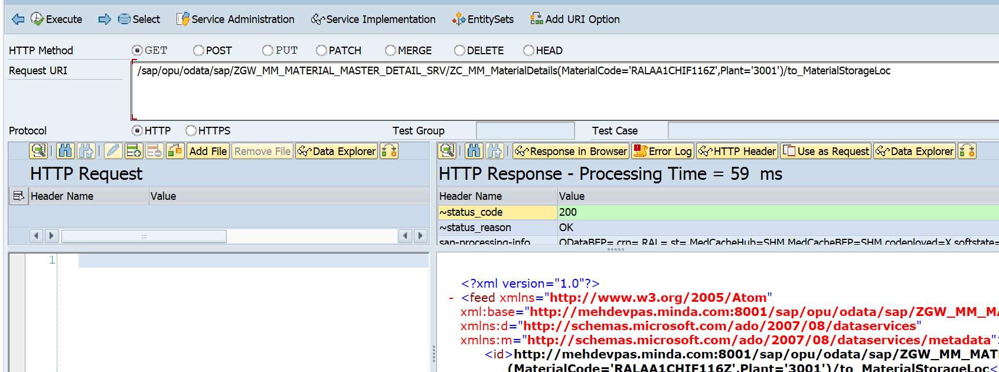 Execute Select Service Administration Service Implementation EntitySets Add URI Option
HTTP Method GET POST PUT PATCH MERGE DELETE HEAD
Request URI /sap/opu/odata/sap/ZGW_MM_MATERIAL_MASTER_DETAIL_SRV/ZC_MM_MaterialDetails(MaterialCode='RALAA1CHIF116Z',Plant='3001')/to_MaterialStorageLoc
Protocol HTTP HTTPS Test Group Test Case
Add File Remove File Data Explorer Response in Browser Error Log HTTP Header Use as Request Data Explorer
HTTP Request
HTTP Response - Processing Time = 59 ms
Header Name Value
Header Name Value
~status_code 200
~status_reason OK
sap-processing-info ODataBEP= crp= RAL= st= MedCacheHub=SHM MedCacheBEP=SHM codeployed=X softstate=
1
<?xml version="1.0"?>
- <feed xmlns="http://www.w3.org/2005/Atom"
xml:base="http://mehdevpas.minda.com:8001/sap/opu/odata/sap/ZGW_MM_MA
xmlns:d="http://schemas.microsoft.com/ado/2007/08/dataservices"
xmlns:m="http://schemas.microsoft.com/ado/2007/08/dataservices/metadata">
<id>http://mehdevpas.minda.com:8001/sap/opu/odata/sap/ZGW_MM_MAT
(MaterialCode='RALAA1CHIF116Z',Plant='3001')/to_MaterialStorageLoc<